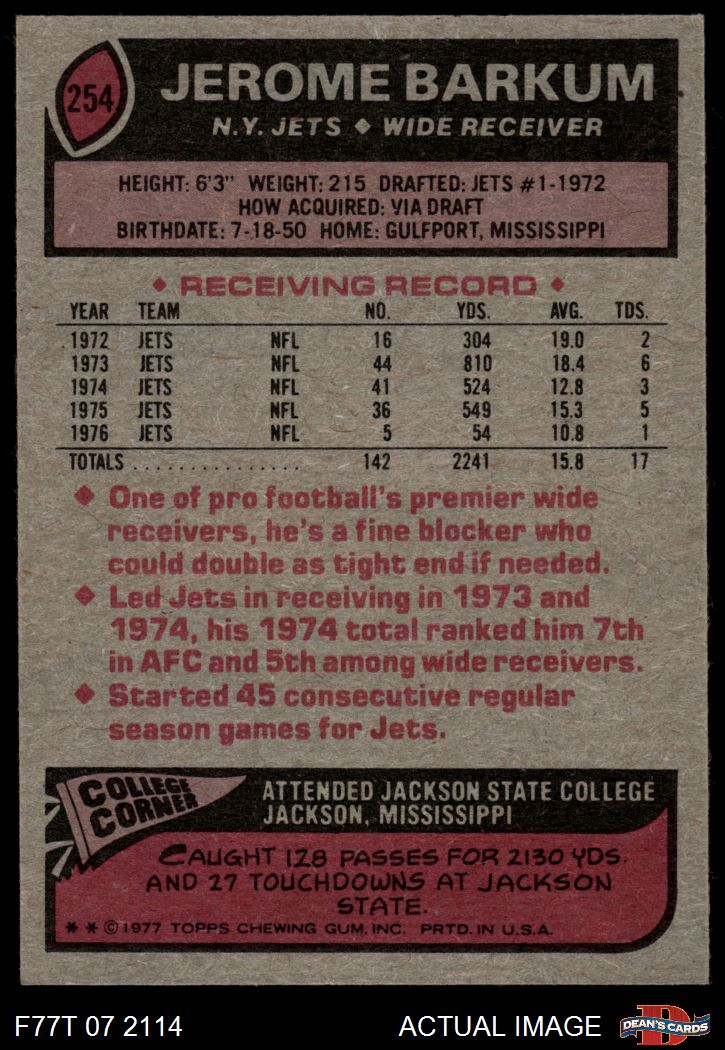 254
JEROME BARKUM
N.Y. JETS ◆ WIDE RECEIVER
HEIGHT: 6'3" WEIGHT: 215 DRAFTED: JETS #1-1972
HOW ACQUIRED: VIA DRAFT
BIRTHDATE: 7-18-50 HOME: GULFPORT, MISSISSIPPI
◆ RECEIVING RECORD ◆
YEAR TEAM NO. YDS. AVG. TDS.
1972 JETS NFL 16 304 19.0 2
1973 JETS NFL 44 810 18.4 6
1974 JETS NFL 41 524 12.8 3
1975 JETS NFL 36 549 15.3 5
1976 JETS NFL 5 54 10.8 1
TOTALS . . . . . . . . . . . . . . . 142 2241 15.8 17
◆ One of pro football's premier wide
receivers, he's a fine blocker who
could double as tight end if needed.
◆ Led Jets in receiving in 1973 and
1974, his 1974 total ranked him 7th
in AFC and 5th among wide receivers.
◆ Started 45 consecutive regular
season games for Jets.
COLLEGE
CORNER
ATTENDED JACKSON STATE COLLEGE
JACKSON, MISSISSIPPI
CAUGHT 128 PASSES FOR 2130 YDS.
AND 27 TOUCHDOWNS AT JACKSON
STATE.
* * © 1977 TOPPS CHEWING GUM, INC. PRTD. IN U.S.A.
F77T 07 2114 ACTUAL IMAGE
D
DEAN'S CARDS